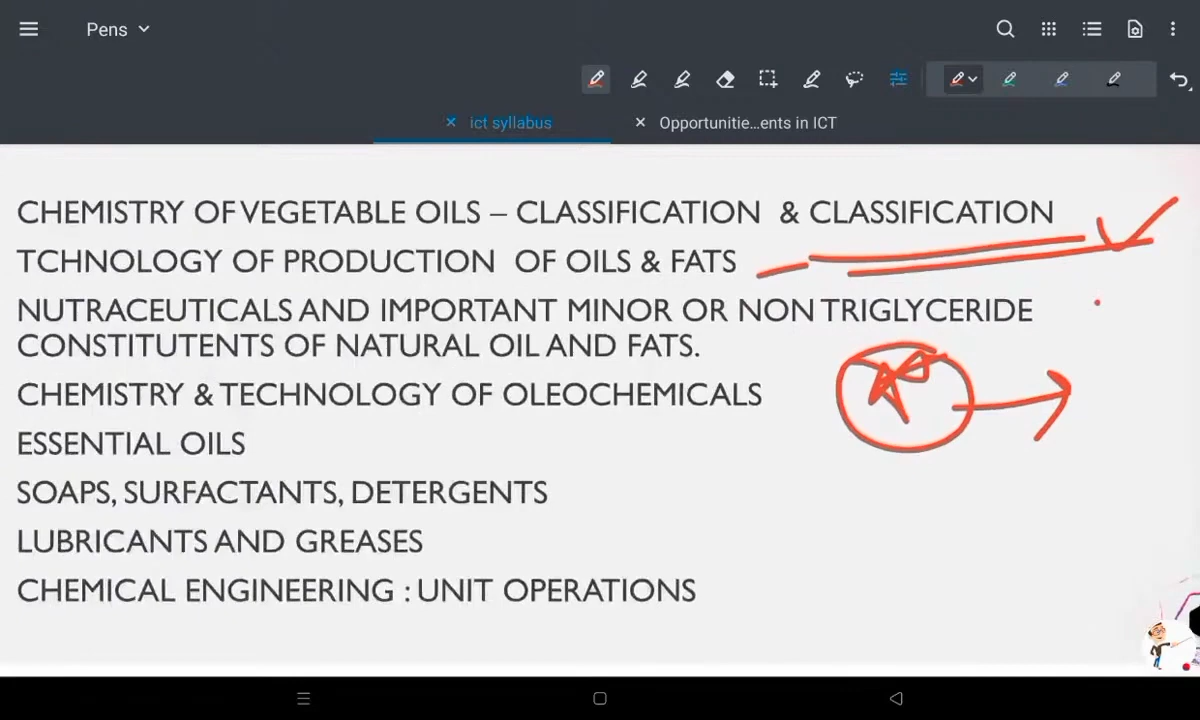 Pens
ict syllabus
Opportunitie...ents in ICT
CHEMISTRY OF VEGETABLE OILS – CLASSIFICATION & CLASSIFICATION
TCHNOLOGY OF PRODUCTION OF OILS & FATS
NUTRACEUTICALS AND IMPORTANT MINOR OR NON TRIGLYCERIDE
CONSTITUTENTS OF NATURAL OIL AND FATS.
CHEMISTRY & TECHNOLOGY OF OLEOCHEMICALS
ESSENTIAL OILS
SOAPS, SURFACTANTS, DETERGENTS
LUBRICANTS AND GREASES
CHEMICAL ENGINEERING : UNIT OPERATIONS